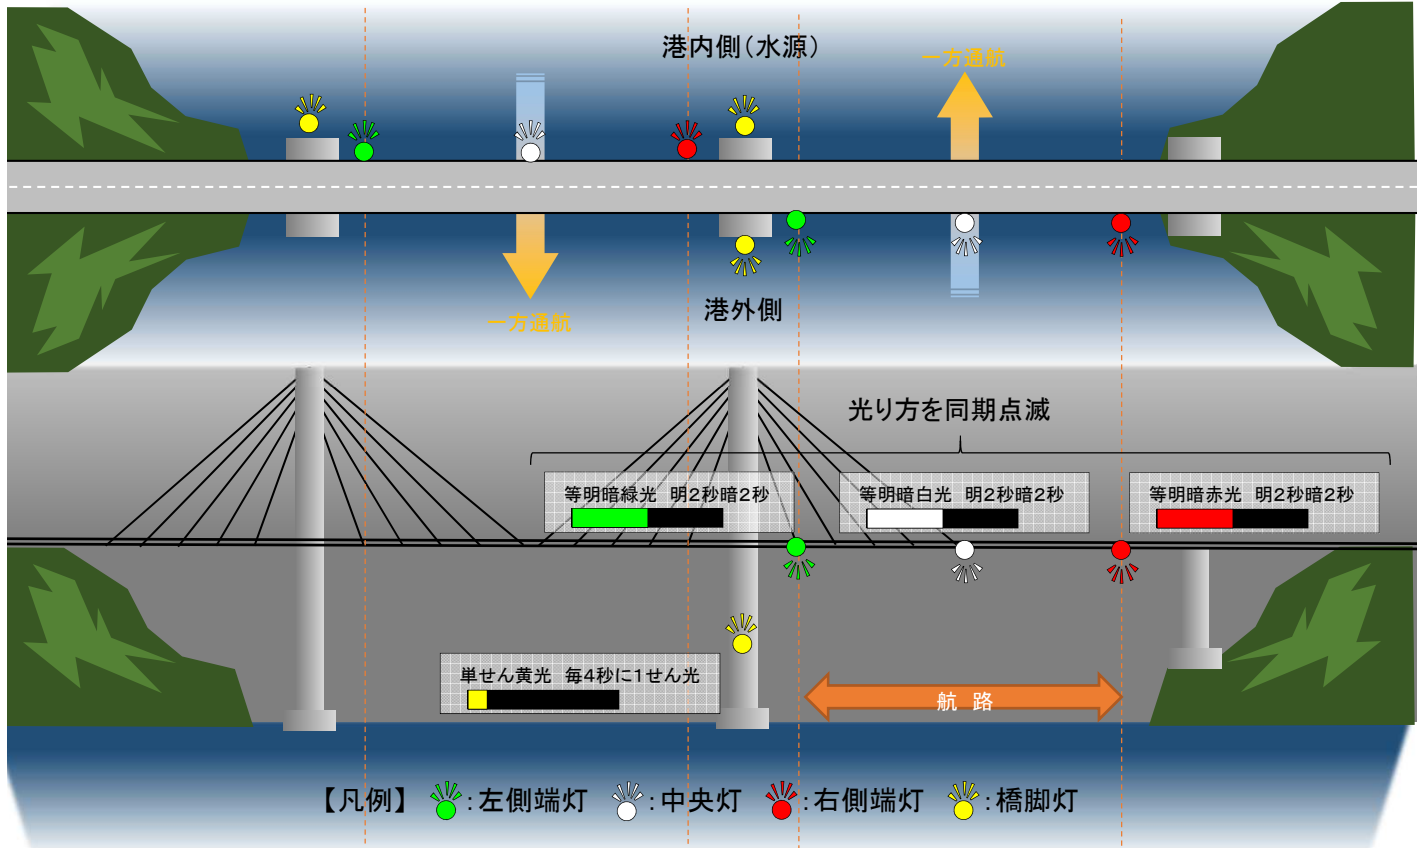 港内側(水源)
一方通航
一方通航
港外側
光り方を同期点滅
等明暗緑光 明2秒暗2秒
等明暗白光 明2秒暗2秒
等明暗赤光 明2秒暗2秒
単せん黄光 毎4秒に1せん光
航 路
【凡例】 :左側端灯 :中央灯 :右側端灯 :橋脚灯